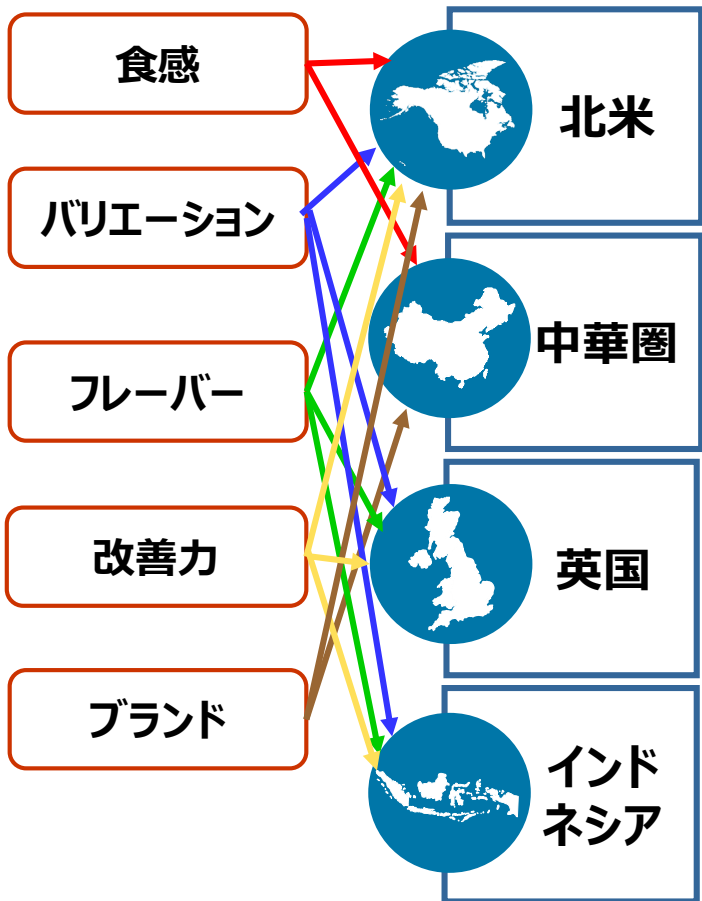 食感
バリエーション
フレーバー
改善力
ブランド
北米
中華圏
英国
インド
ネシア